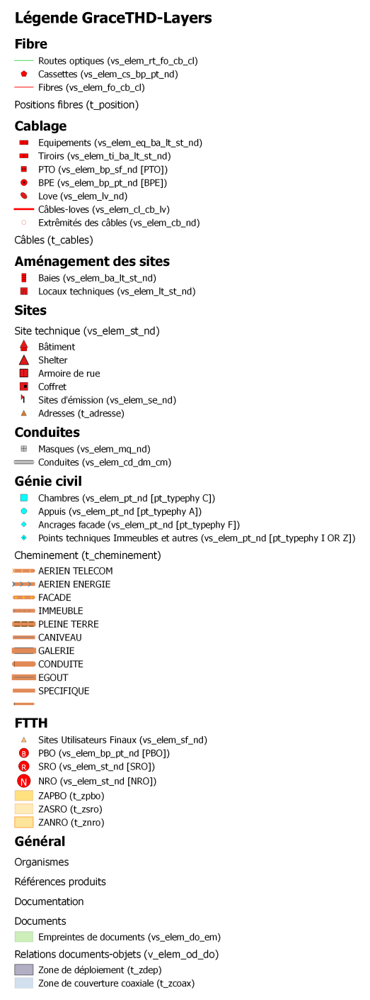 Légende GraceTHD-Layers
Fibre
Routes optiques (vs_elem_rt_fo_cb_cl)
Cassettes (vs_elem_cs_bp_pt_nd)
Fibres (vs_elem_fo_cb_cl)
Positions fibres (t_position)
Cablage
Equipements (vs_elem_eq_ba_lt_st_nd)
Tiroirs (vs_elem_ti_ba_lt_st_nd)
PTO (vs_elem_bp_sf_nd [PTO])
BPE (vs_elem_bp_pt_nd [BPE])
Love (vs_elem_lv_nd)
Câbles-loves (vs_elem_cl_cb_lv)
Extrêmités des câbles (vs_elem_cb_nd)
Câbles (t_cables)
Aménagement des sites
Baies (vs_elem_ba_lt_st_nd)
Locaux techniques (vs_elem_lt_st_nd)
Sites
Site technique (vs_elem_st_nd)
Bâtiment
Shelter
Armoire de rue
Coffret
Sites d'émission (vs_elem_se_nd)
Adresses (t_adresse)
Conduites
Masques (vs_elem_mq_nd)
Conduites (vs_elem_cd_dm_cm)
Génie civil
Chambres (vs_elem_pt_nd [pt_typephy C])
Appuis (vs_elem_pt_nd [pt_typephy A])
Ancrages facade (vs_elem_pt_nd [pt_typephy F])
Points techniques Immeubles et autres (vs_elem_pt_nd [pt_typephy I OR Z])
Cheminement (t_cheminement)
AERIEN TELECOM
AERIEN ENERGIE
FACADE
IMMEUBLE
PLEINE TERRE
CANIVEAU
GALERIE
CONDUITE
EGOUT
SPECIFIQUE
FTTH
Sites Utilisateurs Finaux (vs_elem_sf_nd)
B PBO (vs_elem_bp_pt_nd [PBO])
R SRO (vs_elem_st_nd [SRO])
N NRO (vs_elem_st_nd [NRO])
ZAPBO (t_zpbo)
ZASRO (t_zsro)
ZANRO (t_znro)
Général
Organismes
Références produits
Documentation
Documents
Empreintes de documents (vs_elem_do_em)
Relations documents-objets (v_elem_od_do)
Zone de déploiement (t_zdep)
Zone de couverture coaxiale (t_zcoax)